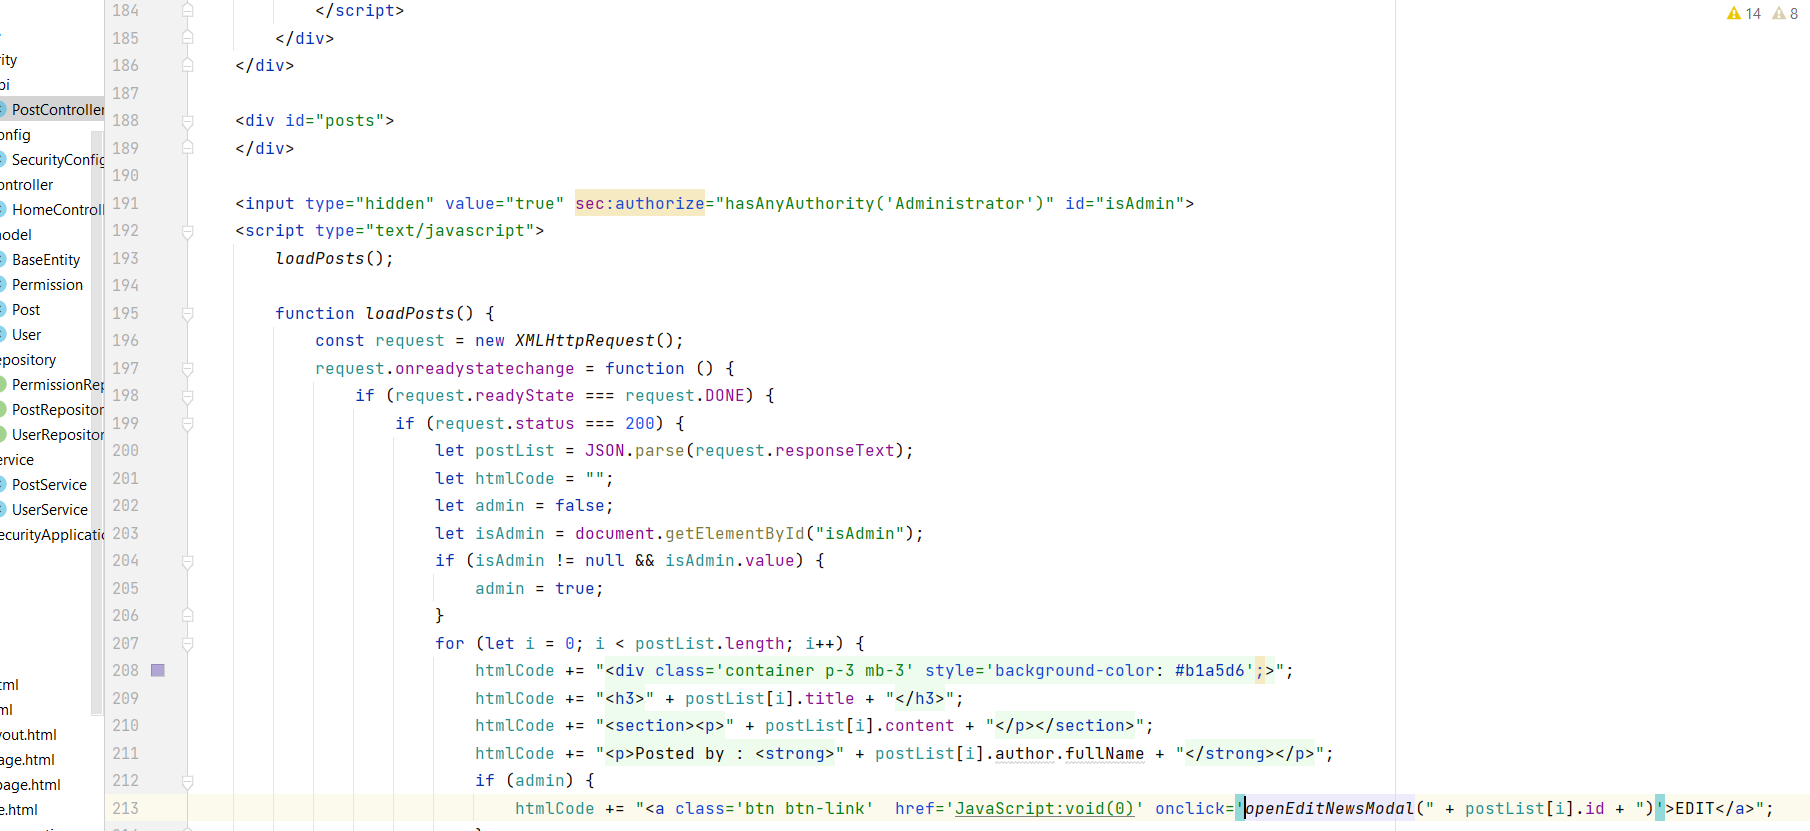 rity
pi
PostController
onfig
SecurityConfig
ontroller
HomeControll
model
BaseEntity
Permission
Post
User
epository
PermissionRep
PostRepositor
UserRepositor
ervice
PostService
UserService
ecurityApplicatio
tml
ml
yout.html
age.html
page.html
e.html
14 8
184 </script>
185 </div>
186 </div>
187
188 <div id="posts">
189 </div>
190
191 <input type="hidden" value="true" sec:authorize="hasAnyAuthority('Administrator')" id="isAdmin">
192 <script type="text/javascript">
193 loadPosts();
194
195 function loadPosts() {
196 const request = new XMLHttpRequest();
197 request.onreadystatechange = function () {
198 if (request.readyState === request.DONE) {
199 if (request.status === 200) {
200 let postList = JSON.parse(request.responseText);
201 let htmlCode = "";
202 let admin = false;
203 let isAdmin = document.getElementById("isAdmin");
204 if (isAdmin != null && isAdmin.value) {
205 admin = true;
206 }
207 for (let i = 0; i < postList.length; i++) {
208 htmlCode += "<div class='container p-3 mb-3' style='background-color: #b1a5d6';>";
209 htmlCode += "<h3>" + postList[i].title + "</h3>";
210 htmlCode += "<section><p>" + postList[i].content + "</p></section>";
211 htmlCode += "<p>Posted by : <strong>" + postList[i].author.fullName + "</strong></p>";
212 if (admin) {
213 htmlCode += "<a class='btn btn-link'  href='JavaScript:void(0)' onclick='openEditNewsModal(" + postList[i].id + ")'>EDIT</a>";